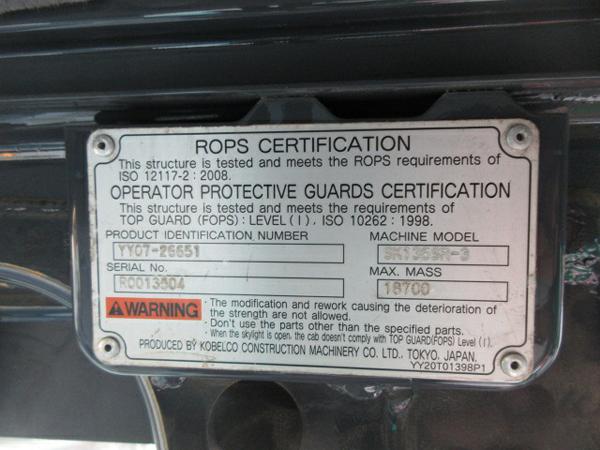 ROPS CERTIFICATION
This structure is tested and meets the ROPS requirements of
ISO 12117-2 : 2008.
OPERATOR PROTECTIVE GUARDS CERTIFICATION
This structure is tested and meets the requirements of
TOP GUARD (FOPS) : LEVEL ( I ), ISO 10262 : 1998.
PRODUCT IDENTIFICATION NUMBER
YY07-26651
MACHINE MODEL
SK135SR-3
SERIAL No.
R0013504
MAX. MASS
18700
WARNING
· The modification and rework causing the deterioration of
the strength are not allowed.
· Don't use the parts other than the specified parts.
· When the skylight is open, the cab doesn't comply with TOP GUARD(FOPS) Level ( I ).
PRODUCED BY KOBELCO CONSTRUCTION MACHINERY CO. LTD., TOKYO, JAPAN.
YY20T01398P1